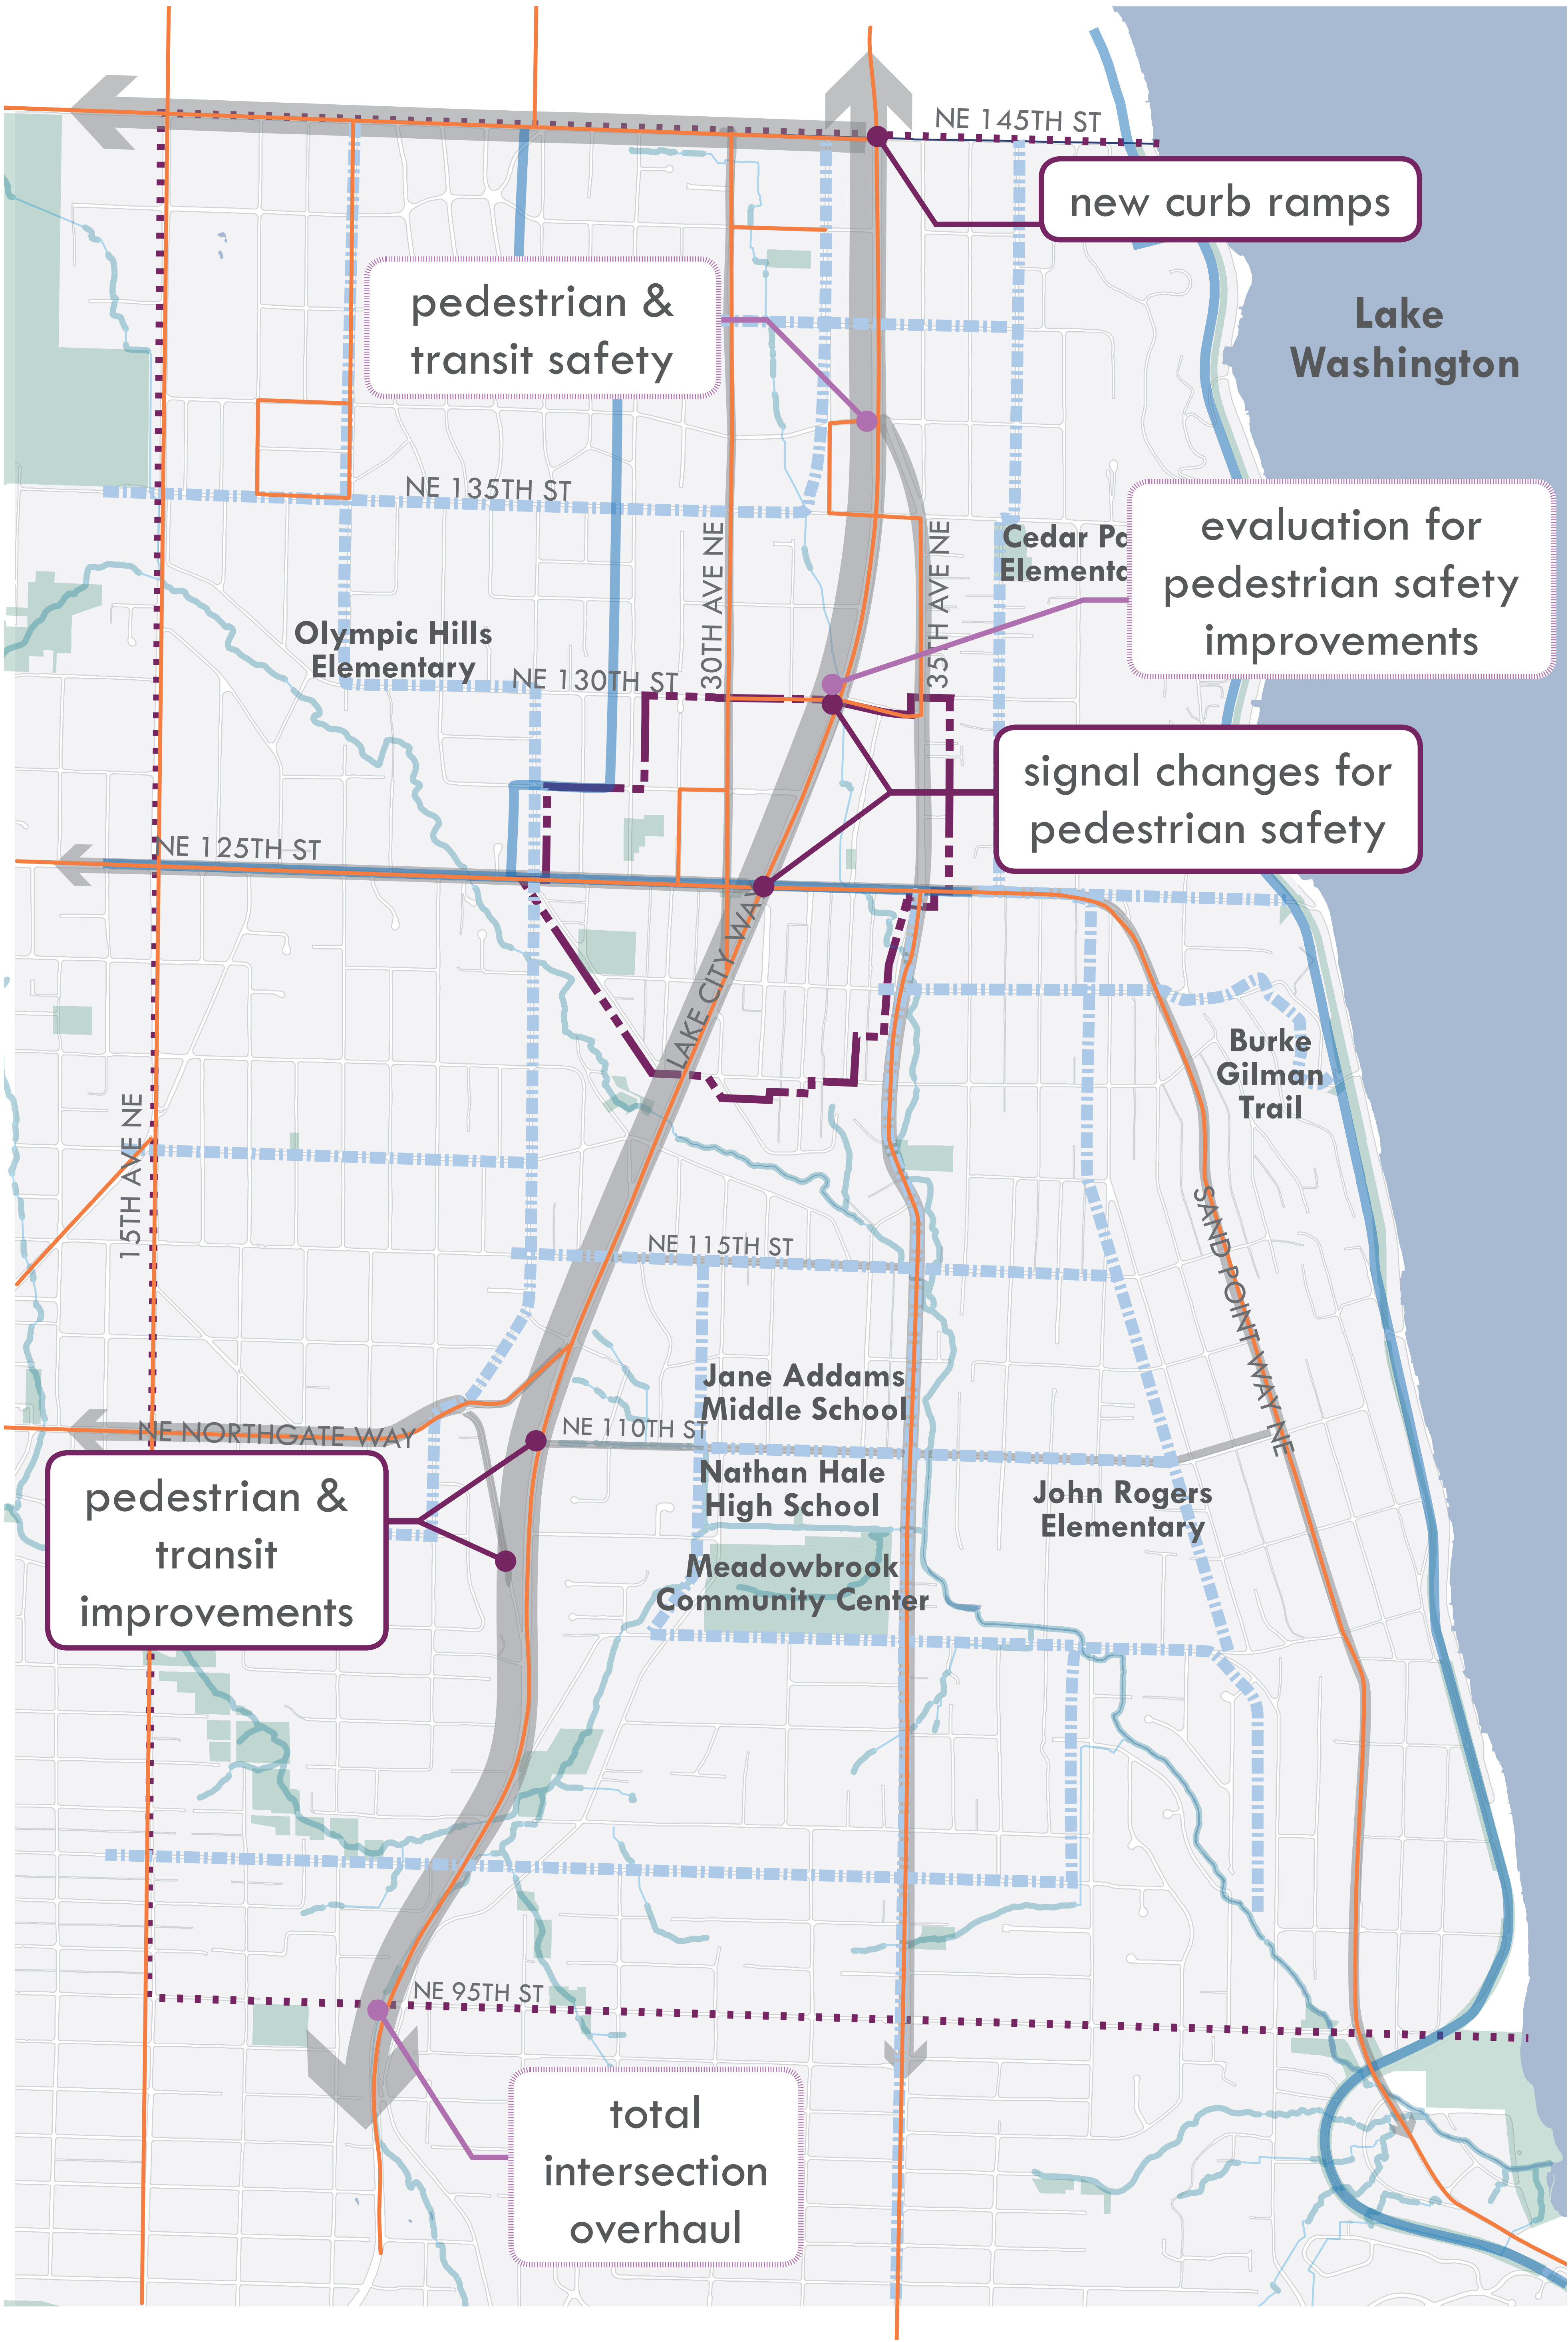 NE 145TH ST
new curb ramps
pedestrian &
transit safety
Lake
Washington
NE 135TH ST
30TH AVE NE
35TH AVE NE
Cedar Pa
Elementa
evaluation for
pedestrian safety
improvements
Olympic Hills
Elementary
NE 130TH ST
signal changes for
pedestrian safety
NE 125TH ST
LAKE CITY WAY
Burke
Gilman
Trail
15TH AVE NE
SAND POINT WAY NE
NE 115TH ST
Jane Addams
Middle School
NE 110TH ST
NE NORTHGATE WAY
Nathan Hale
High School
John Rogers
Elementary
pedestrian &
transit
improvements
Meadowbrook
Community Center
NE 95TH ST
total
intersection
overhaul